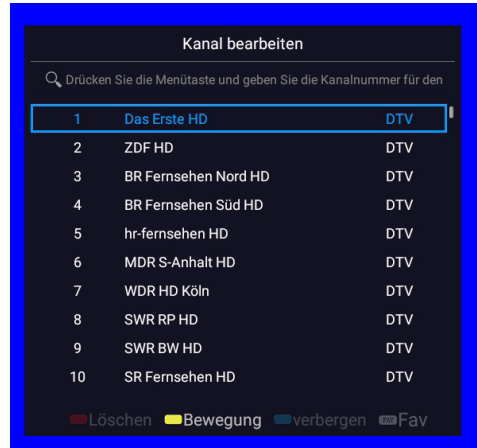 Kanal bearbeiten
Drücken Sie die Menütaste und geben Sie die Kanalnummer für den
1 Das Erste HD DTV
2 ZDF HD DTV
3 BR Fernsehen Nord HD DTV
4 BR Fernsehen Süd HD DTV
5 hr-fernsehen HD DTV
6 MDR S-Anhalt HD DTV
7 WDR HD Köln DTV
8 SWR RP HD DTV
9 SWR BW HD DTV
10 SR Fernsehen HD DTV
Löschen Bewegung verbergen FAV Fav